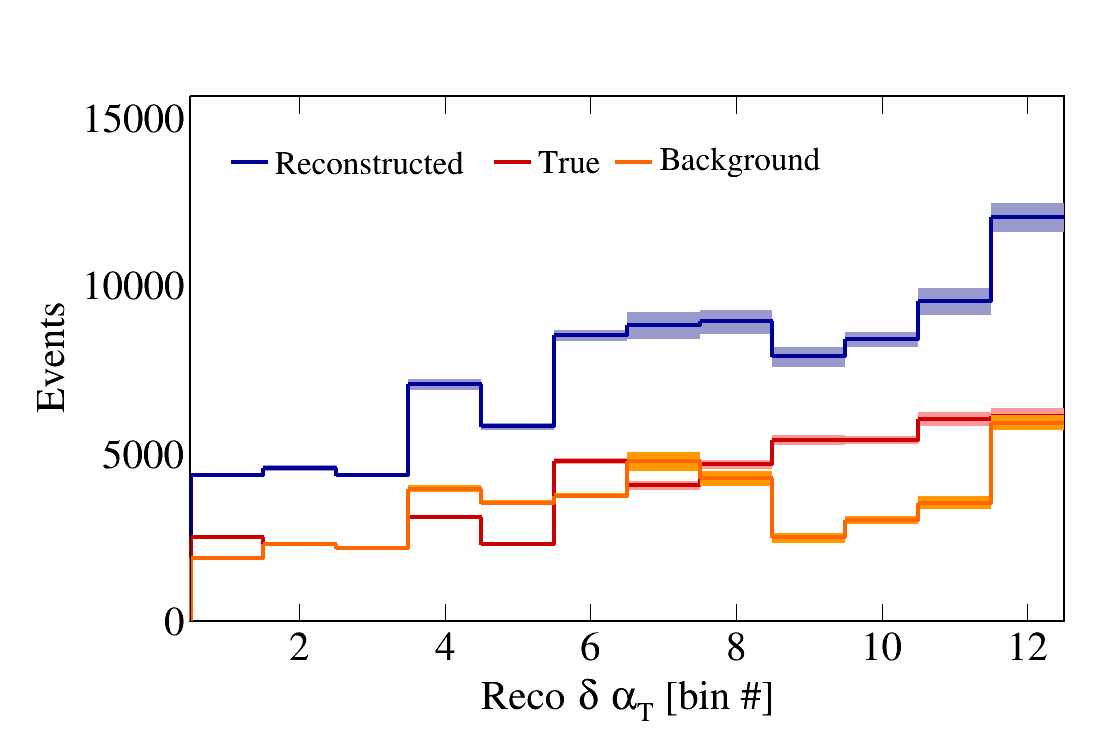 15000
Reconstructed True Background
10000
Events
5000
0
2 4 6 8 10 12
Reco δ α_T [bin #]